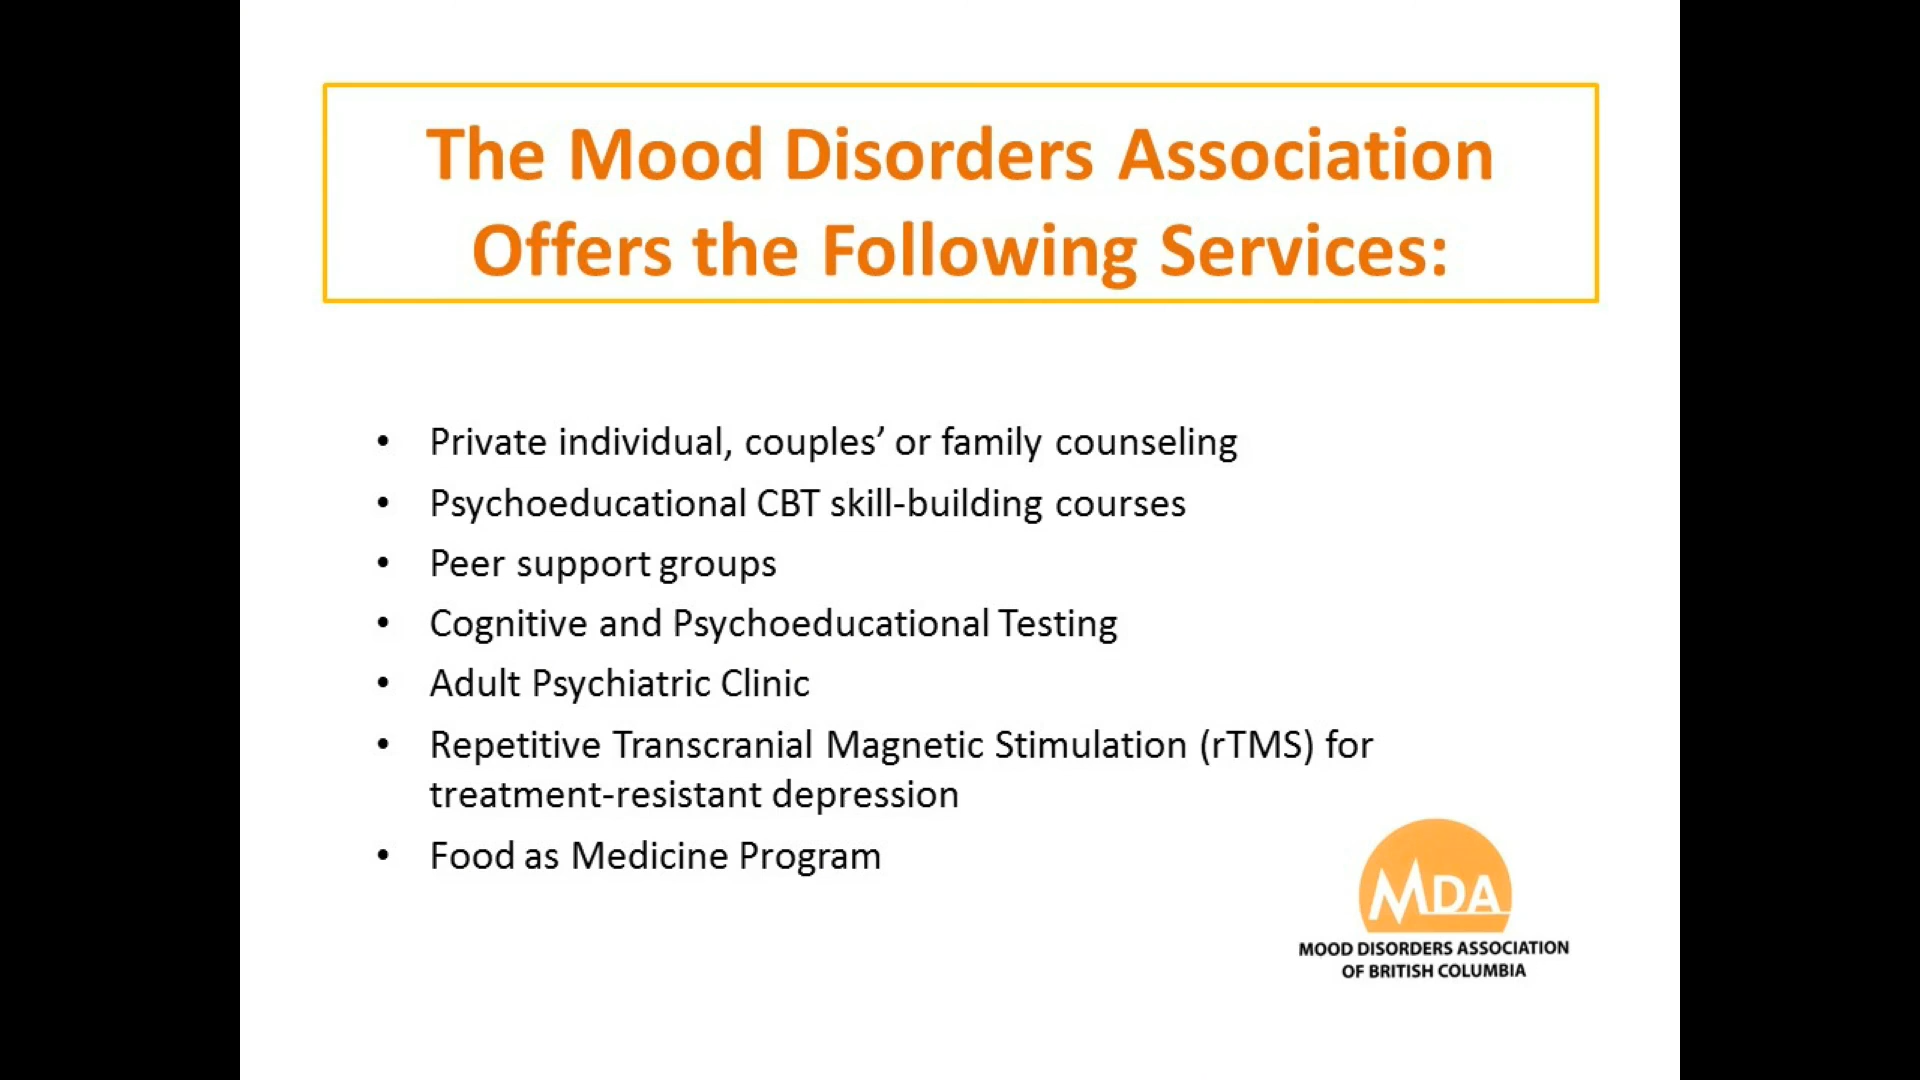 The Mood Disorders Association
Offers the Following Services:
• Private individual, couples’ or family counseling
• Psychoeducational CBT skill-building courses
• Peer support groups
• Cognitive and Psychoeducational Testing
• Adult Psychiatric Clinic
• Repetitive Transcranial Magnetic Stimulation (rTMS) for
treatment-resistant depression
• Food as Medicine Program
MDA
MOOD DISORDERS ASSOCIATION
OF BRITISH COLUMBIA